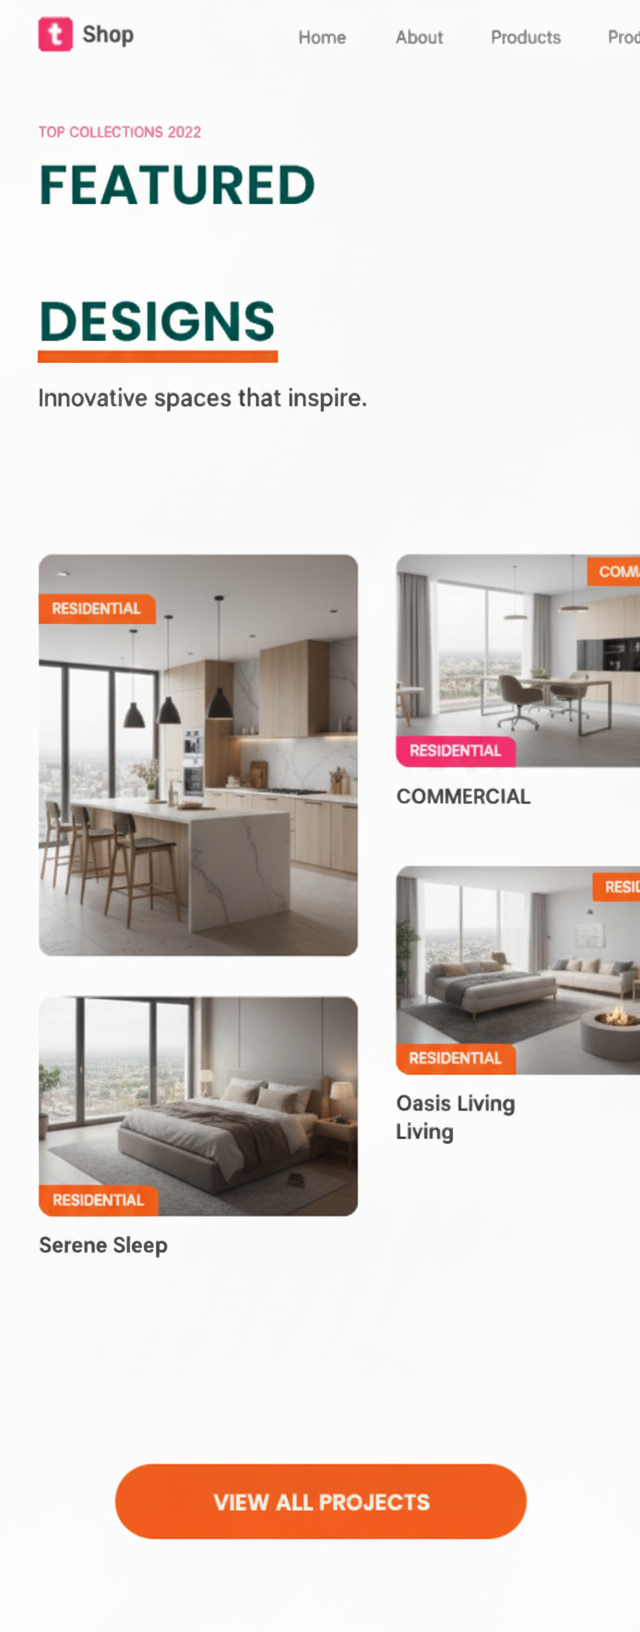 t Shop
Home About Products Prod
TOP COLLECTIONS 2022
FEATURED
DESIGNS
Innovative spaces that inspire.
RESIDENTIAL
COMM
RESIDENTIAL
COMMERCIAL
RESID
RESIDENTIAL
Oasis Living
Living
RESIDENTIAL
Serene Sleep
VIEW ALL PROJECTS